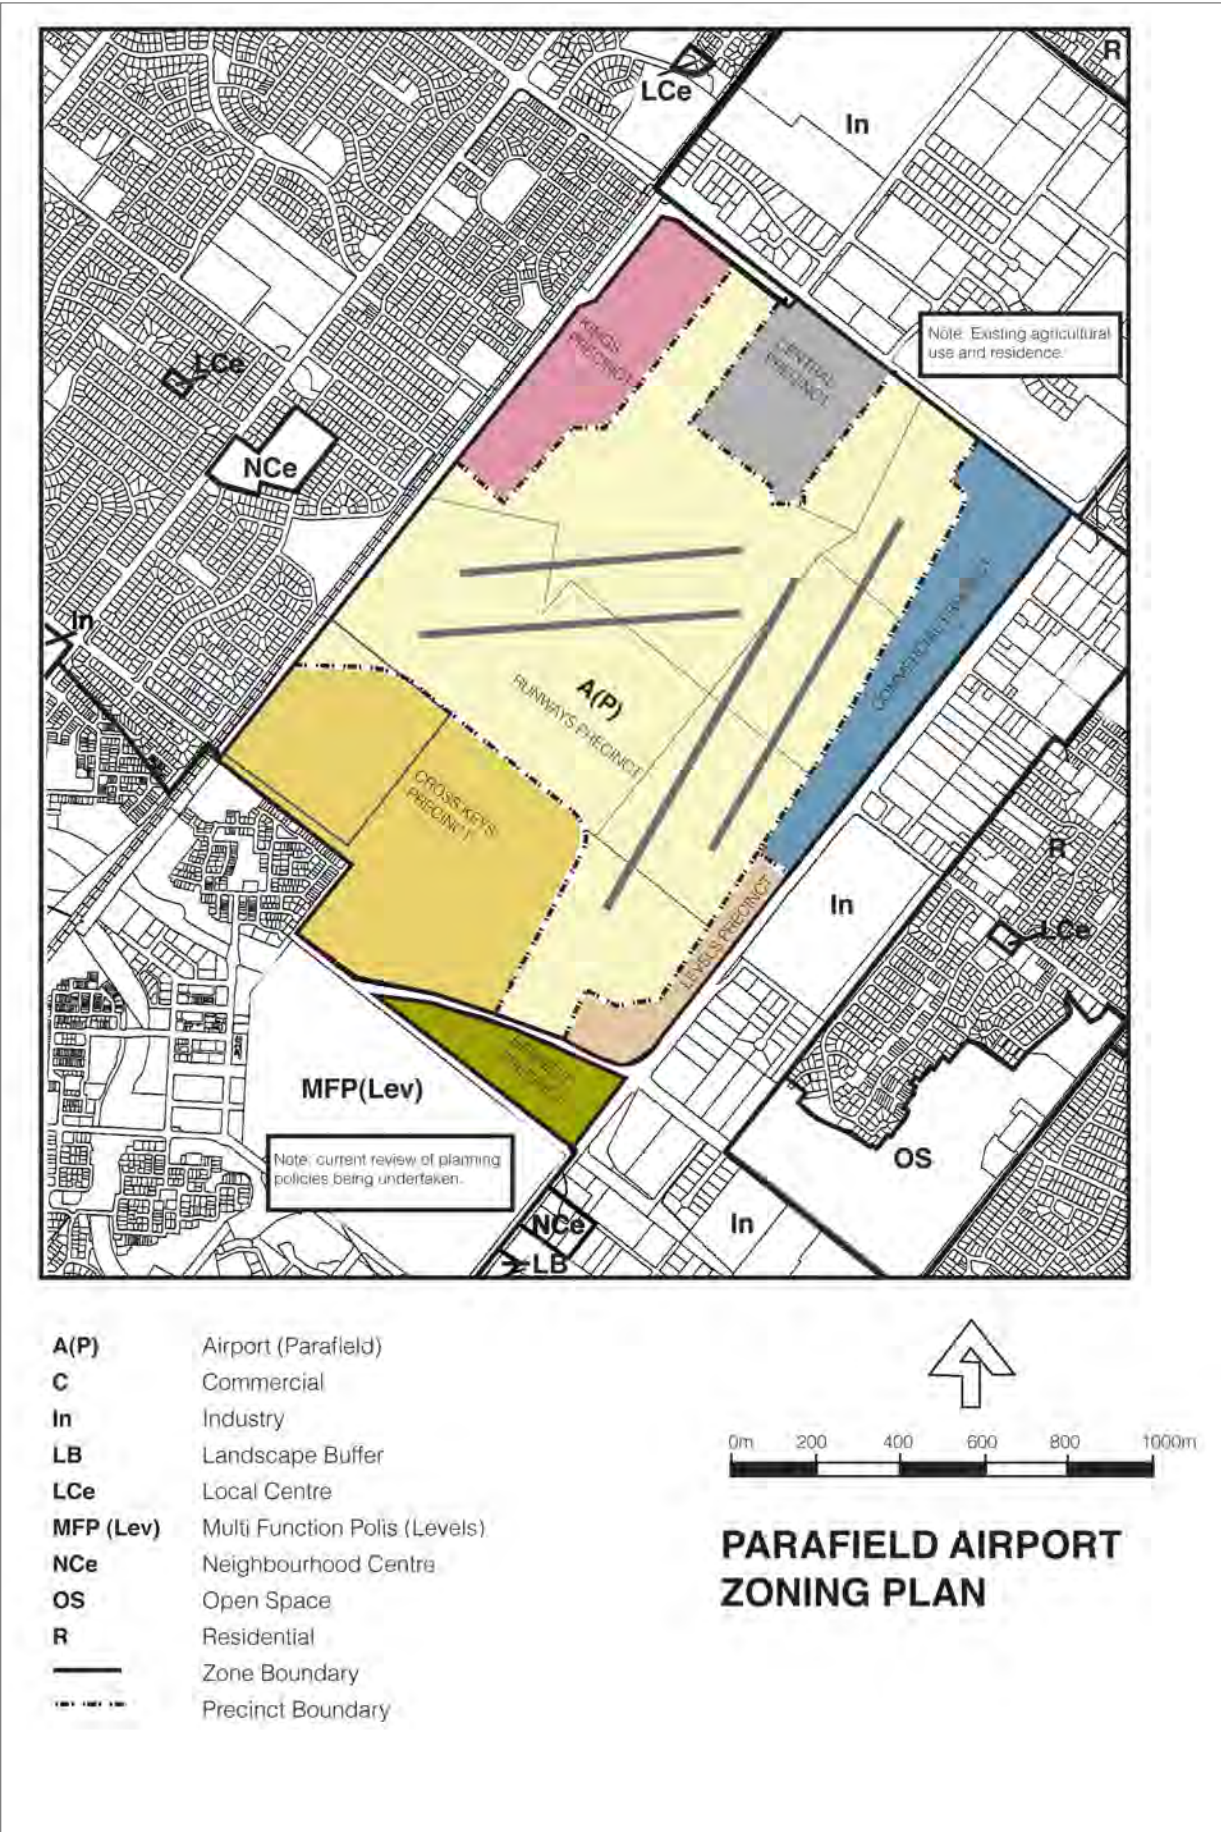 R
LCe
In
Note: Existing agricultural
use and residence.
KINGS
PRECINCT
CENTRAL
PRECINCT
LCe
NCe
In
COMMERCIAL PRECINCT
A(P)
RUNWAYS PRECINCT
CROSS KEYS
PRECINCT
R
In
LCe
LEVELS PRECINCT
PRECINCT
MFP(Lev)
Note: current review of planning
policies being undertaken.
OS
NCe
In
LB
A(P) Airport (Parafield)
C Commercial
In Industry
LB Landscape Buffer
LCe Local Centre
MFP (Lev) Multi Function Polis (Levels)
NCe Neighbourhood Centre
OS Open Space
R Residential
Zone Boundary
Precinct Boundary
0m 200 400 600 800 1000m
PARAFIELD AIRPORT
ZONING PLAN